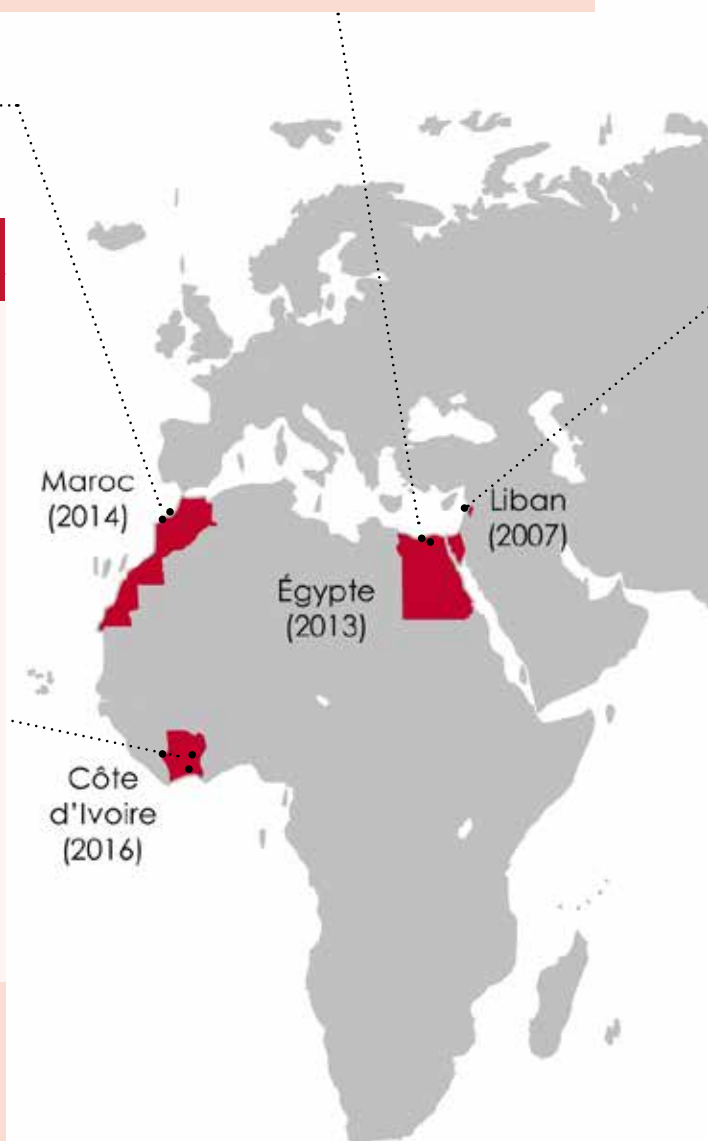 Maroc
(2014)
Liban
(2007)
Égypte
(2013)
Côte
d'Ivoire
(2016)